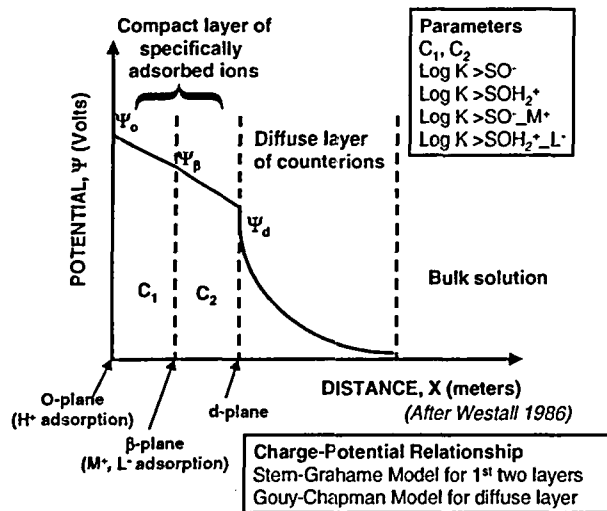 Compact layer of
specifically
adsorbed ions
Parameters
C₁, C₂
Log K >SO⁻
Log K >SOH₂⁺
Log K >SO⁻_M⁺
Log K >SOH₂⁺_L⁻
POTENTIAL, Ψ (Volts)
Ψₒ
Ψᵦ
Ψd
Diffuse layer
of counterions
C₁
C₂
Bulk solution
O-plane
(H⁺ adsorption)
β-plane
(M⁺, L⁻ adsorption)
d-plane
DISTANCE, X (meters)
(After Westall 1986)
Charge-Potential Relationship
Stern-Grahame Model for 1st two layers
Gouy-Chapman Model for diffuse layer